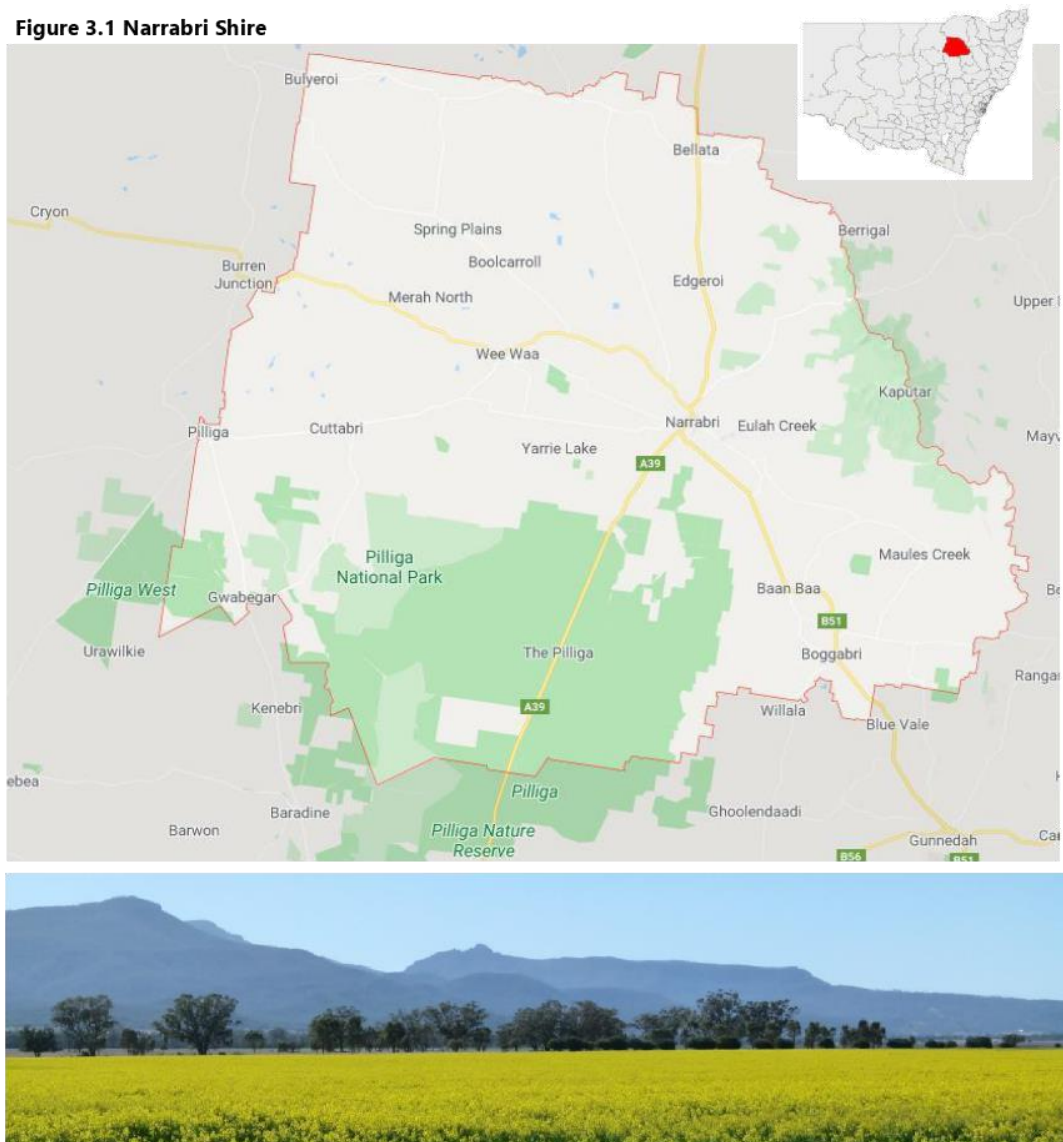 Figure 3.1 Narrabri Shire
Bulyeroi
Bellata
Cryon
Spring Plains
Berrigal
Boolcarroll
Burren
Junction
Edgeroi
Merah North
Upper
Wee Waa
Kaputar
Pilliga
Cuttabri
Narrabri
Eulah Creek
Yarrie Lake
A39
Pilliga
National Park
Maules Creek
Pilliga West
Gwabegar
Baan Baa
B51
Urawilkie
The Pilliga
Boggabri
Kenebri
A39
Willala
Blue Vale
ebea
Pilliga
Baradine
Ghoolendaadi
Barwon
Pilliga Nature
Reserve
Gunnedah
B56
B51